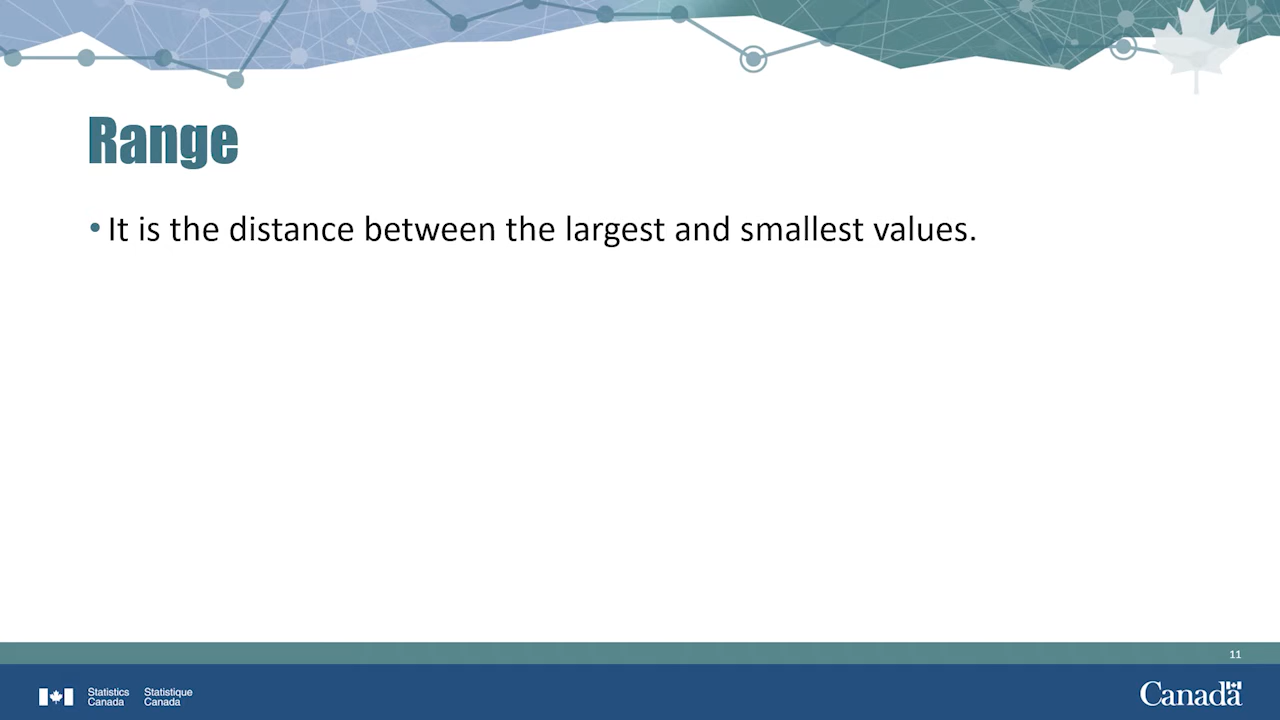 Range
• It is the distance between the largest and smallest values.
11
Statistics Statistique
Canada Canada
Canada